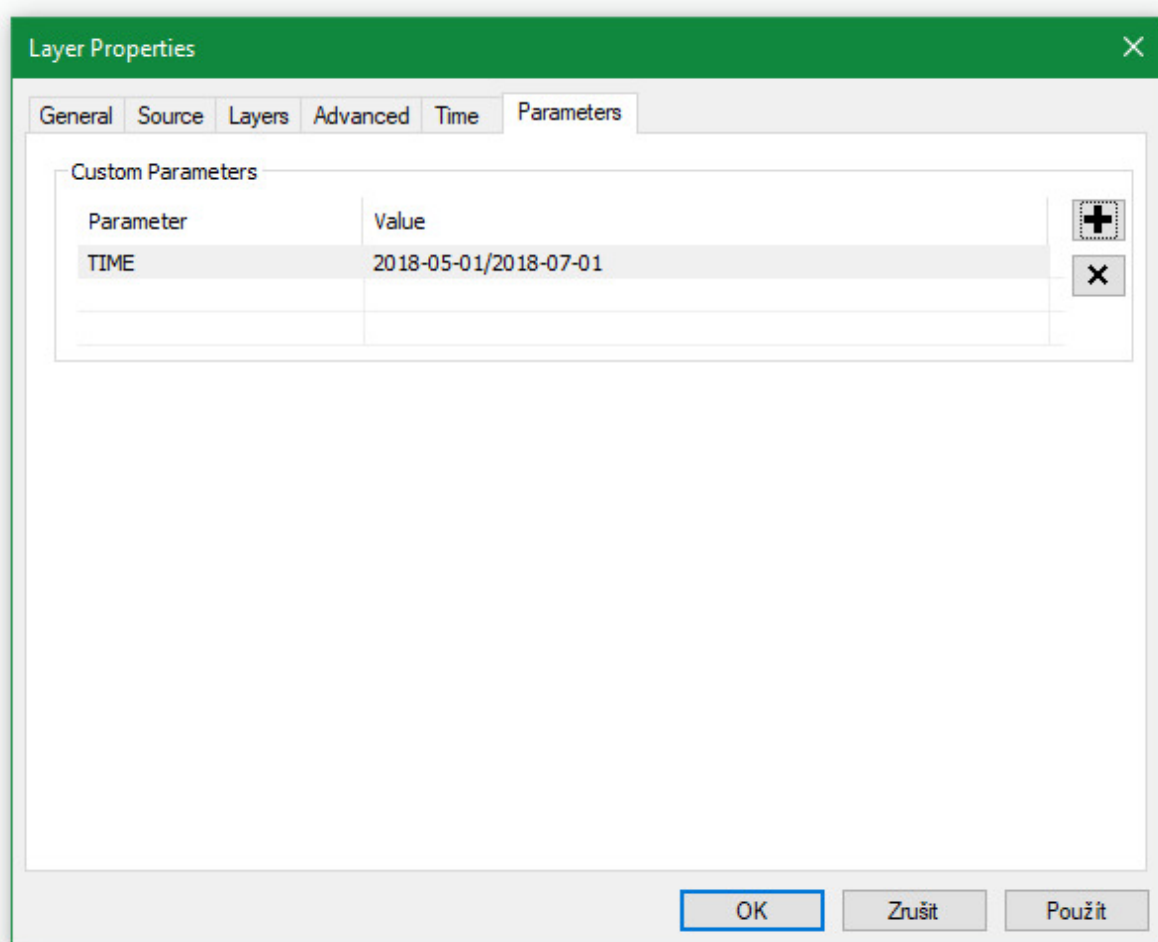 Layer Properties
General Source Layers Advanced Time Parameters
Custom Parameters
Parameter Value
TIME 2018-05-01/2018-07-01
OK Zrušit Použít